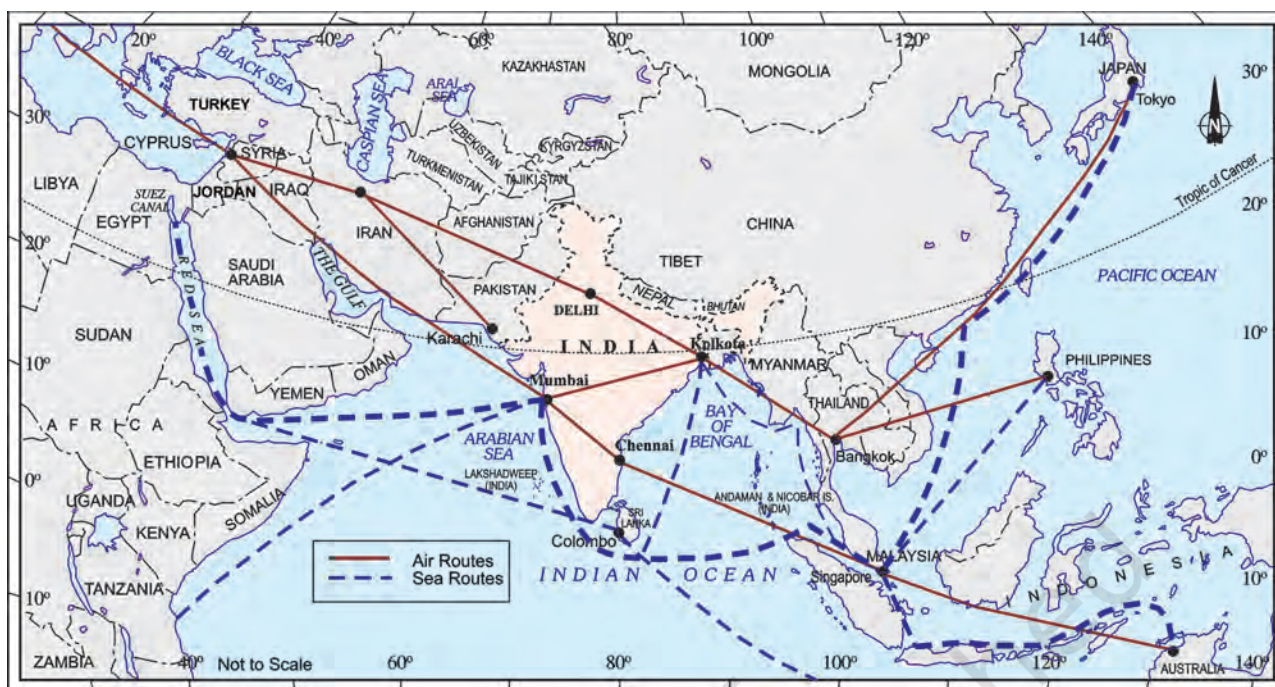 20º
40º
60º
80º
100º
120º
140º
BLACK SEA
KAZAKHSTAN
MONGOLIA
JAPAN
30º
Tokyo
N
ARAL
SEA
CASPIAN SEA
TURKEY
30º
CYPRUS
SYRIA
UZBEKISTAN
KYRGYZSTAN
TURKMENISTAN
TAJIKISTAN
Tropic of Cancer
LIBYA
JORDAN
IRAQ
SUEZ
CANAL
EGYPT
IRAN
AFGHANISTAN
CHINA
20º
20º
SAUDI
ARABIA
THE GULF
TIBET
PACIFIC OCEAN
RED SEA
PAKISTAN
DELHI
NEPAL
BHUTAN
SUDAN
Karachi
INDIA
Kolkota
MYANMAR
10º
10º
OMAN
PHILIPPINES
YEMEN
Mumbai
THAILAND
AFRICA
ARABIAN
SEA
BAY
OF
BENGAL
Chennai
Bangkok
ETHIOPIA
LAKSHADWEEP
(INDIA)
0º
0º
UGANDA
SOMALIA
ANDAMAN & NICOBAR IS.
(INDIA)
KENYA
SRI
LANKA
Colombo
MALAYSIA
Air Routes
Sea Routes
INDIAN OCEAN
Singapore
INDONESIA
10º
TANZANIA
10º
ZAMBIA
40º
Not to Scale
60º
80º
100º
120º
AUSTRALIA
140º